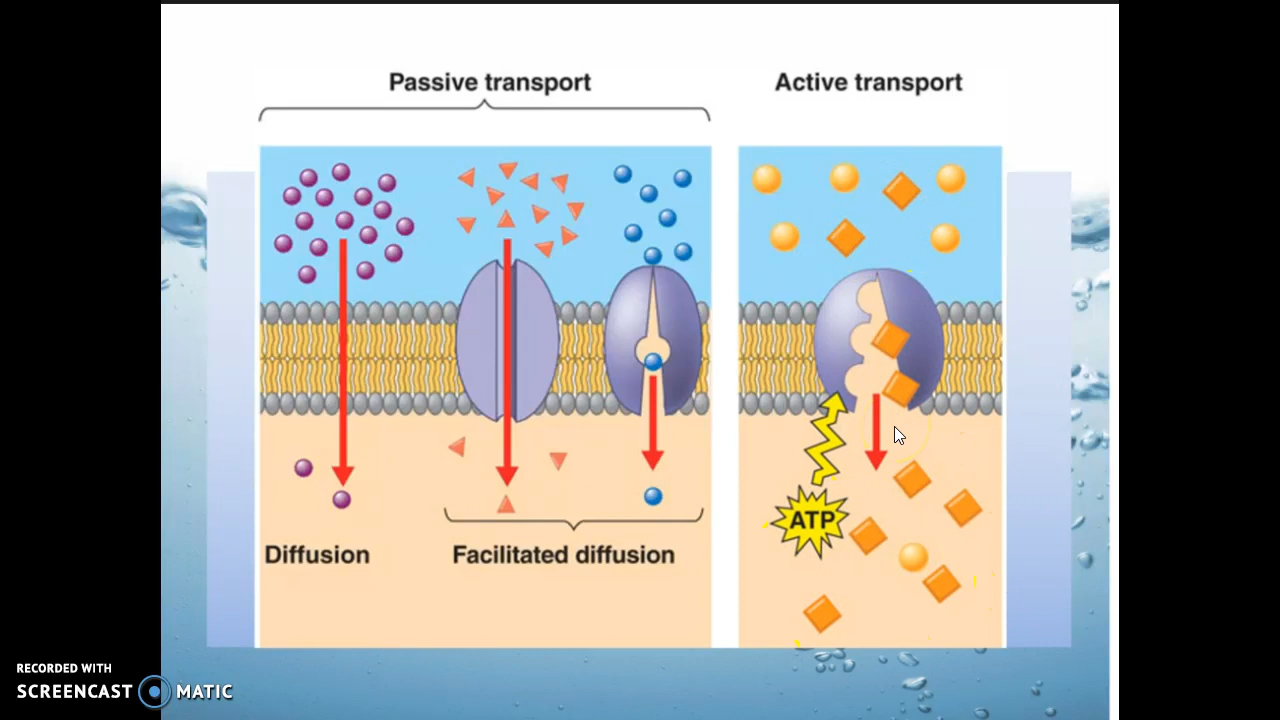 Passive transport
Active transport
ATP
Diffusion
Facilitated diffusion
RECORDED WITH
SCREENCAST MATIC